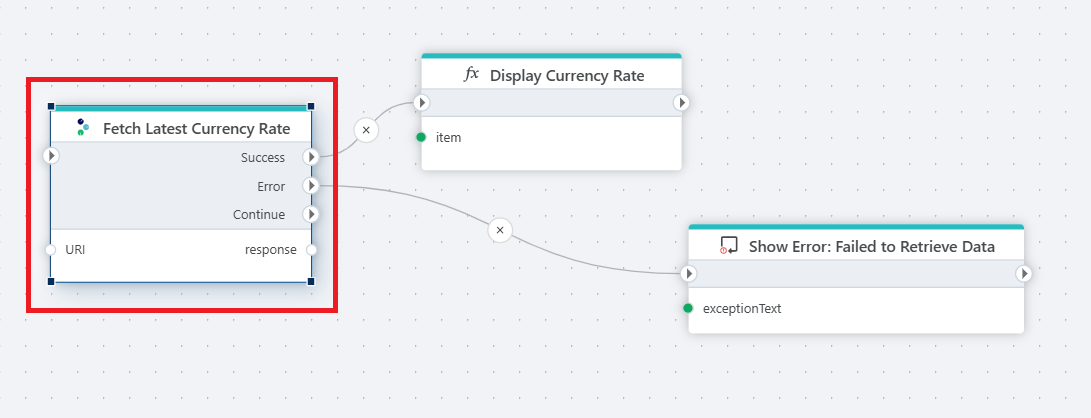 Fetch Latest Currency Rate
Success
Error
Continue
URI
response
fx Display Currency Rate
item
Show Error: Failed to Retrieve Data
exceptionText